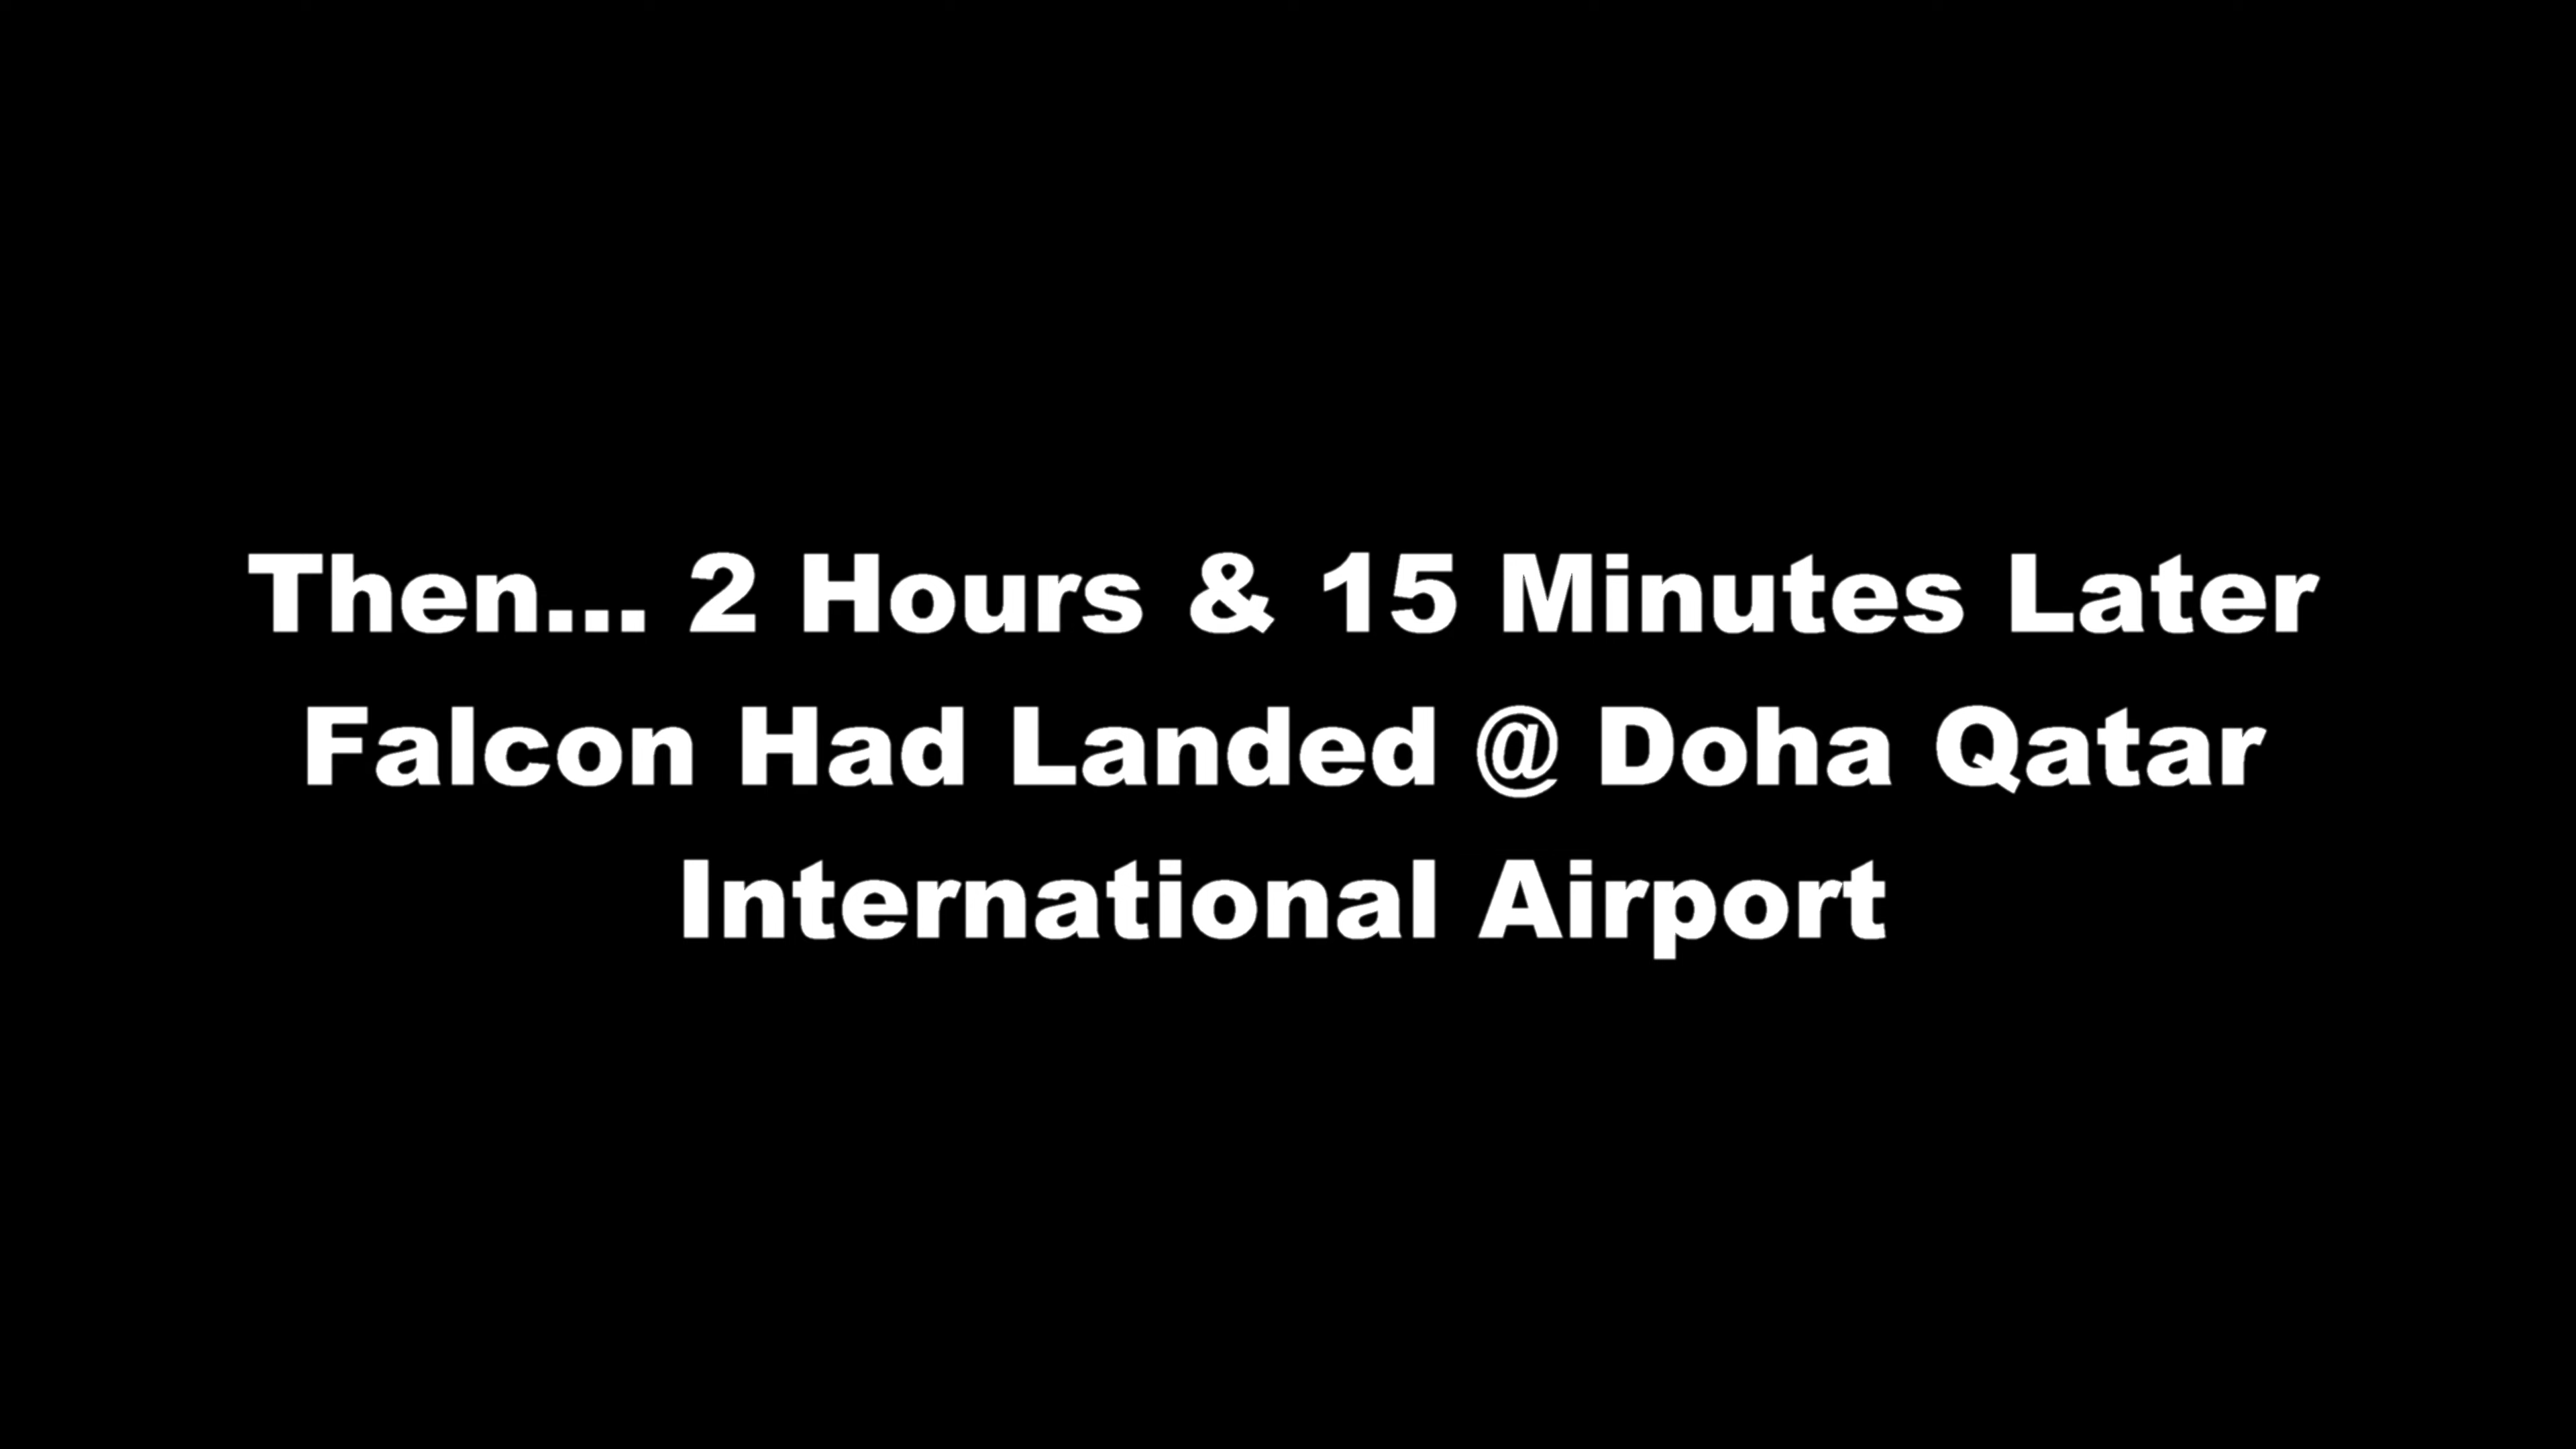 Then... 2 Hours & 15 Minutes Later
Falcon Had Landed @ Doha Qatar
International Airport